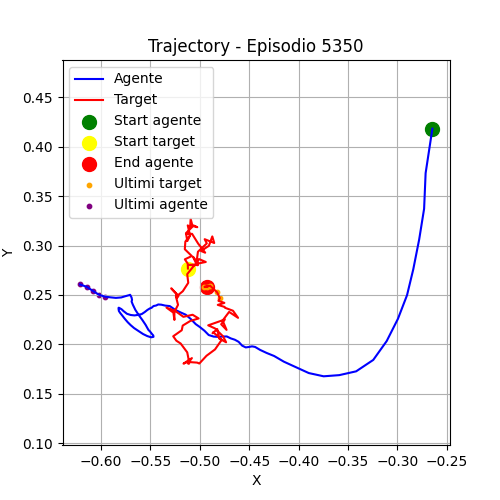 Trajectory - Episodio 5350
Agente
Target
Start agente
Start target
End agente
Ultimi target
Ultimi agente
Y
0.45
0.40
0.35
0.30
0.25
0.20
0.15
0.10
−0.60 −0.55 −0.50 −0.45 −0.40 −0.35 −0.30 −0.25
X